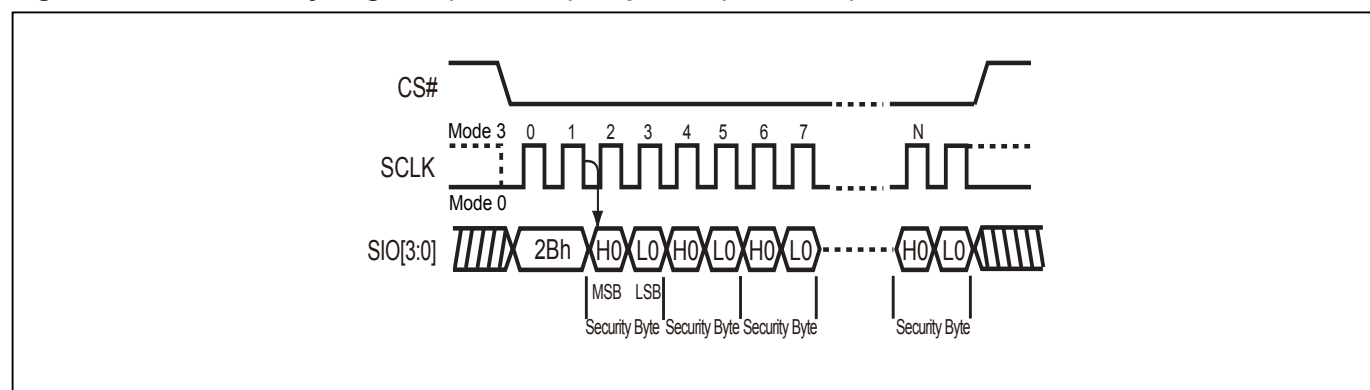 CS#
Mode 3 0 1 2 3 4 5 6 7 N
SCLK
Mode 0
SIO[3:0] 2Bh H0 L0 H0 L0 H0 L0 H0 L0
MSB LSB
Security Byte Security Byte Security Byte Security Byte